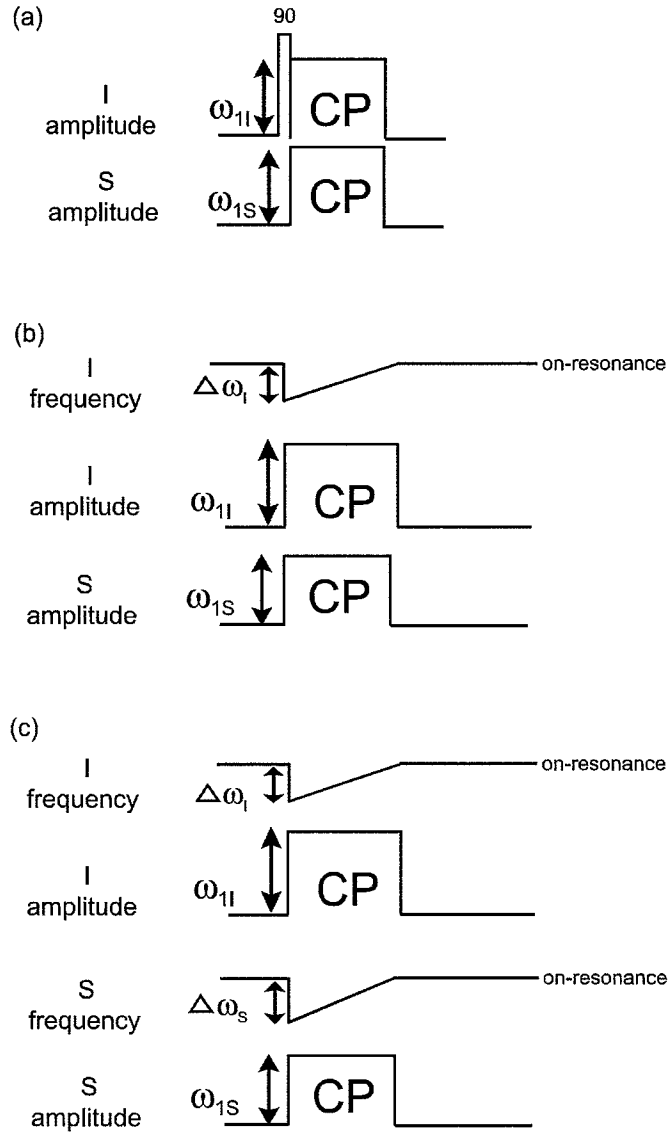 (a)
90
I
amplitude
ω1I
CP
S
amplitude
ω1S
CP
(b)
I
frequency
ΔωI
on-resonance
I
amplitude
ω1I
CP
S
amplitude
ω1S
CP
(c)
I
frequency
ΔωI
on-resonance
I
amplitude
ω1I
CP
S
frequency
ΔωS
on-resonance
S
amplitude
ω1S
CP